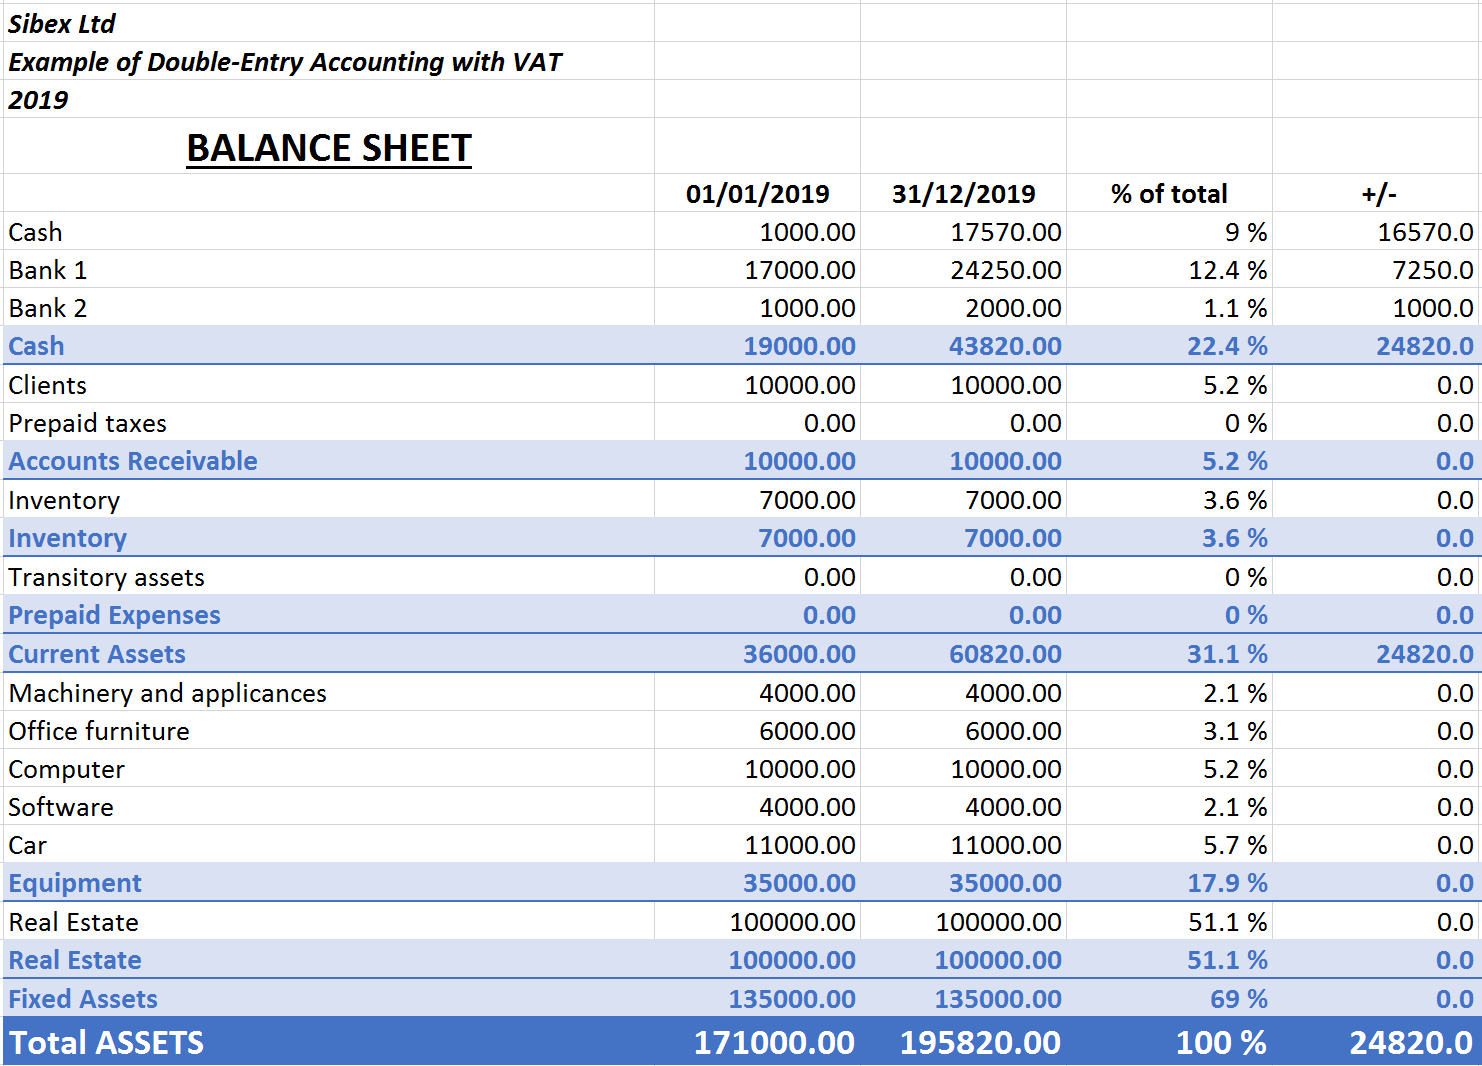 Sibex Ltd
Example of Double-Entry Accounting with VAT
2019
BALANCE SHEET
01/01/2019 31/12/2019 % of total +/-
Cash 1000.00 17570.00 9 % 16570.0
Bank 1 17000.00 24250.00 12.4 % 7250.0
Bank 2 1000.00 2000.00 1.1 % 1000.0
Cash 19000.00 43820.00 22.4 % 24820.0
Clients 10000.00 10000.00 5.2 % 0.0
Prepaid taxes 0.00 0.00 0 % 0.0
Accounts Receivable 10000.00 10000.00 5.2 % 0.0
Inventory 7000.00 7000.00 3.6 % 0.0
Inventory 7000.00 7000.00 3.6 % 0.0
Transitory assets 0.00 0.00 0 % 0.0
Prepaid Expenses 0.00 0.00 0 % 0.0
Current Assets 36000.00 60820.00 31.1 % 24820.0
Machinery and applicances 4000.00 4000.00 2.1 % 0.0
Office furniture 6000.00 6000.00 3.1 % 0.0
Computer 10000.00 10000.00 5.2 % 0.0
Software 4000.00 4000.00 2.1 % 0.0
Car 11000.00 11000.00 5.7 % 0.0
Equipment 35000.00 35000.00 17.9 % 0.0
Real Estate 100000.00 100000.00 51.1 % 0.0
Real Estate 100000.00 100000.00 51.1 % 0.0
Fixed Assets 135000.00 135000.00 69 % 0.0
Total ASSETS 171000.00 195820.00 100 % 24820.0